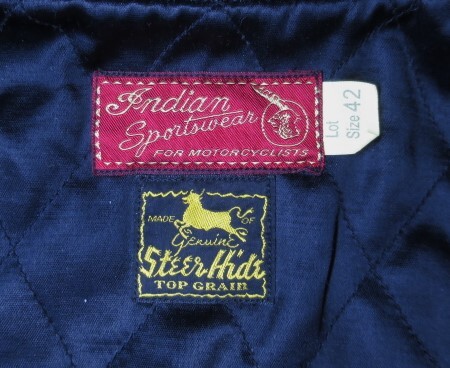 Indian
Sportswear
FOR MOTORCYCLISTS
Lot
Size 42
MADE OF
Genuine
Steer Hide
TOP GRAIN